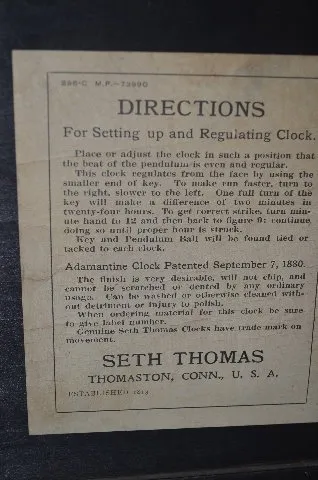 298-C M.P.-7399D
DIRECTIONS
For Setting up and Regulating Clock.
Place or adjust the clock in such a position that
the beat of the pendulum is even and regular.
This clock regulates from the face by using the
smaller end of key. To make run faster, turn to
the right, slower to the left. One full turn of the
key will make a difference of two minutes in
twenty-four hours. To get correct strike, turn min-
ute hand to 12 and then back to figure 9; continue
doing so until proper hour is struck.
Key and Pendulum Ball will be found tied or
tacked to each clock.
Adamantine Clock Patented September 7, 1880.
The finish is very desirable, will not chip, and
cannot be scratched or dented by any ordinary
usage. Can be washed or otherwise cleaned with-
out detriment or injury to polish.
When ordering material for this clock be sure
to give label number.
Genuine Seth Thomas Clocks have trade mark on
movement.
SETH THOMAS
THOMASTON, CONN., U. S. A.
ESTABLISHED 1813